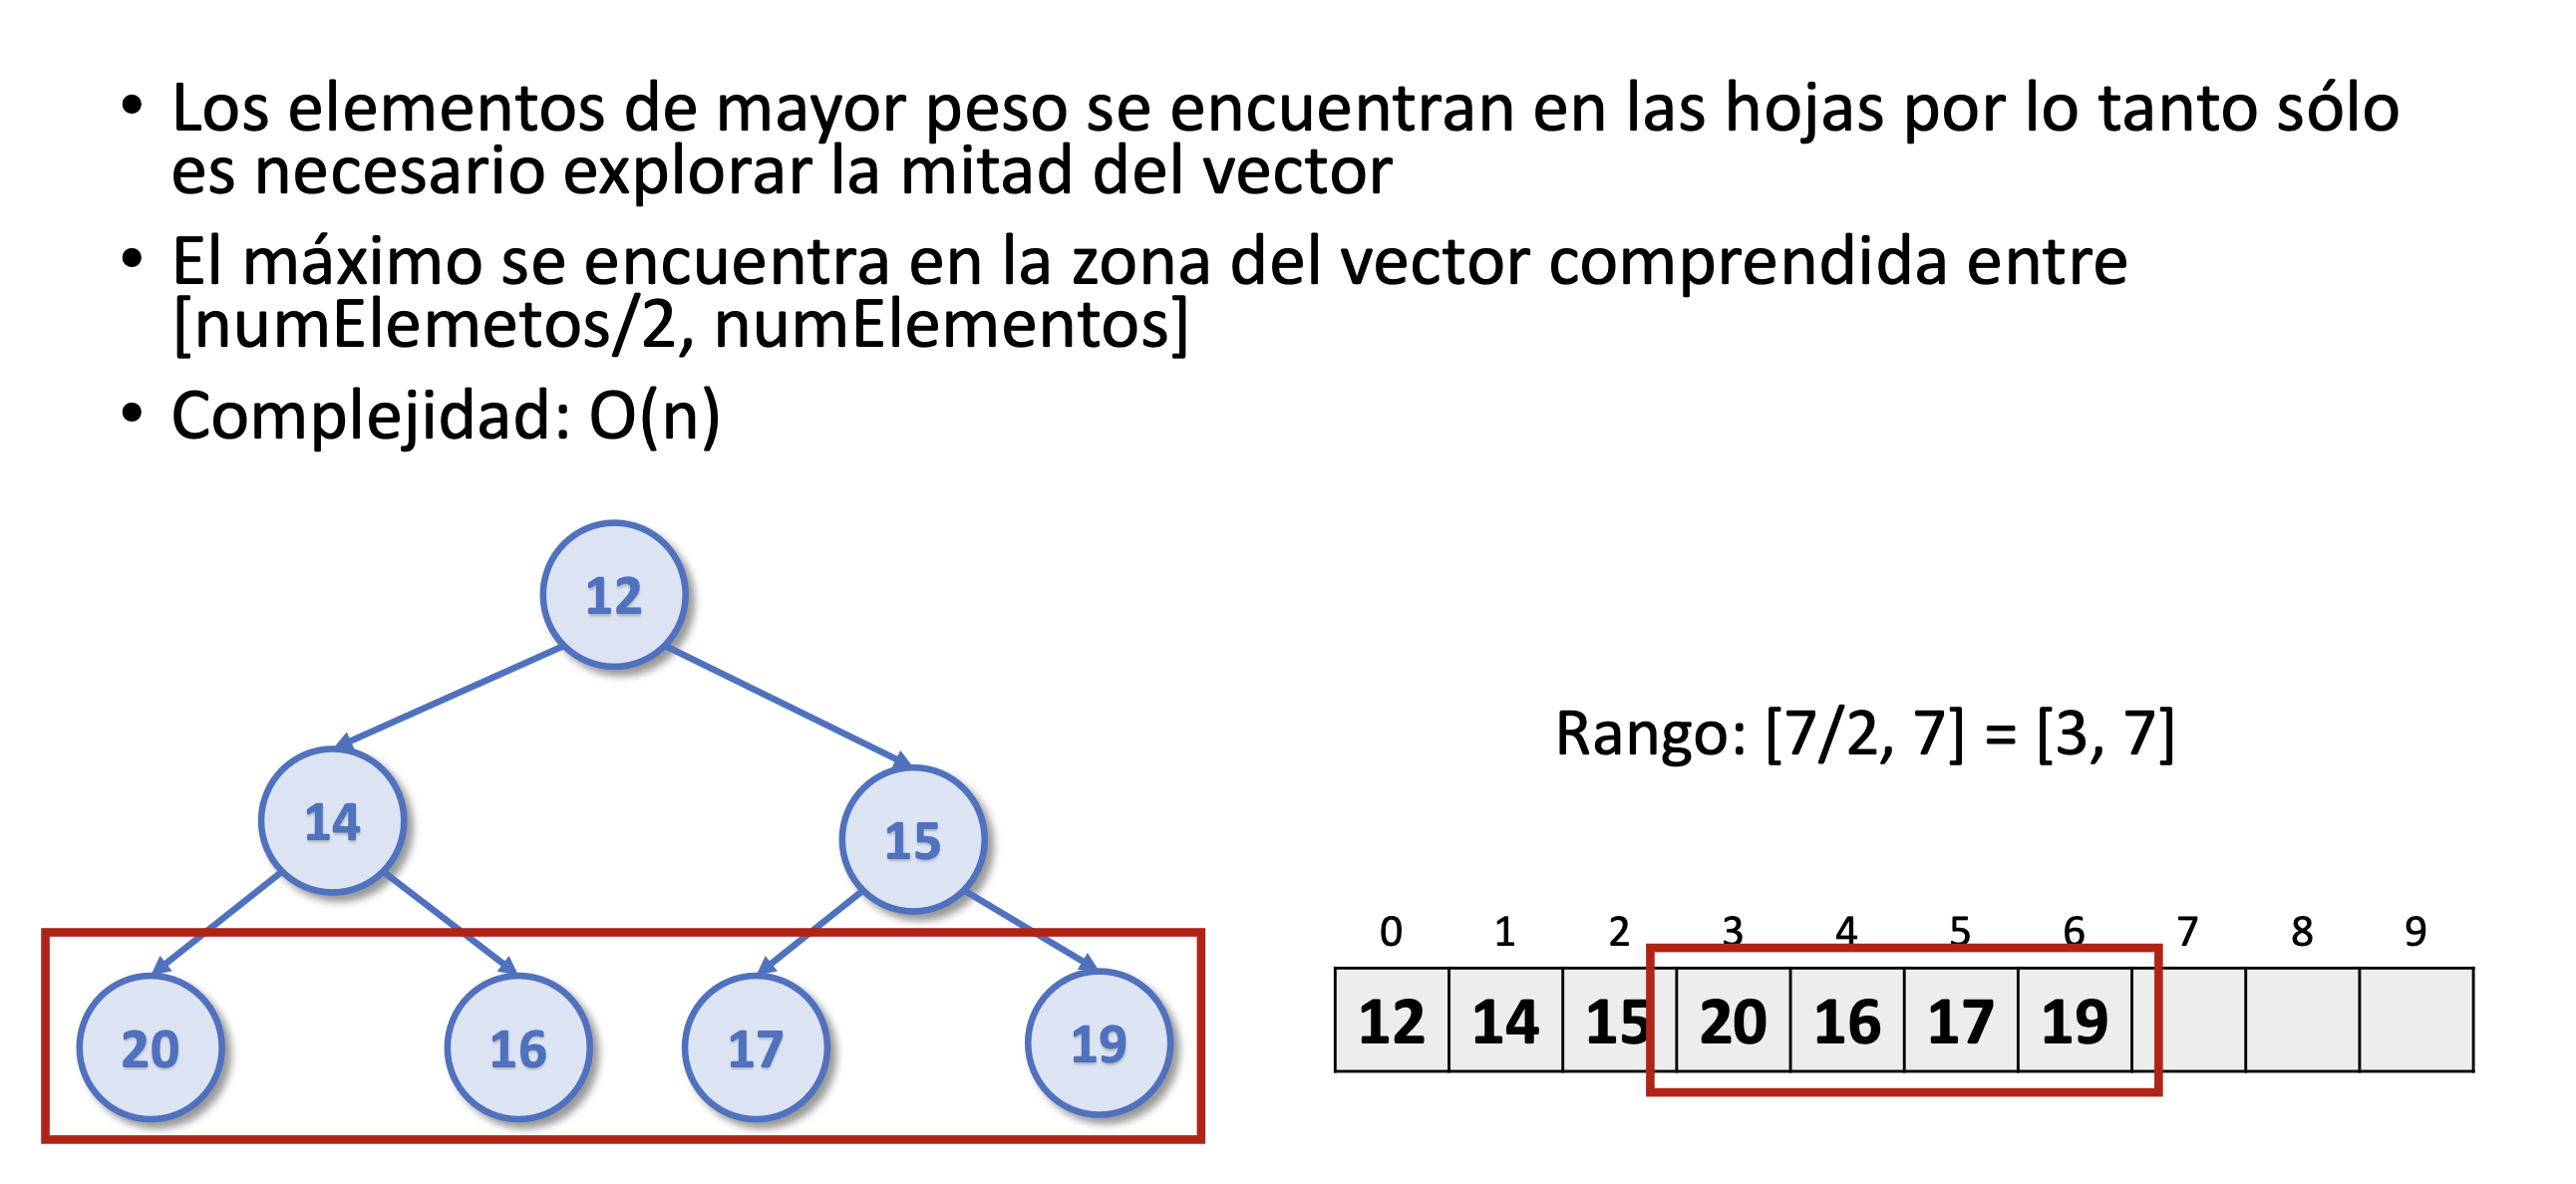 • Los elementos de mayor peso se encuentran en las hojas por lo tanto sólo
es necesario explorar la mitad del vector
• El máximo se encuentra en la zona del vector comprendida entre
[numElemetos/2, numElementos]
• Complejidad: O(n)
12
14
15
Rango: [7/2, 7] = [3, 7]
20 16 17 19
0 1 2 3 4 5 6 7 8 9
12 14 15 20 16 17 19